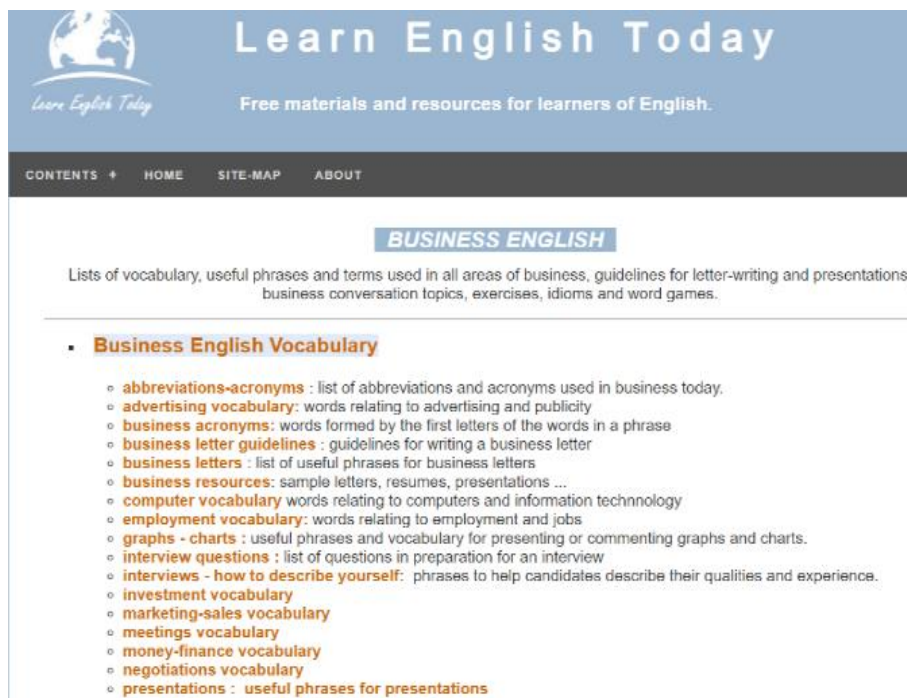 Learn English Today
Learn English Today
Free materials and resources for learners of English.
CONTENTS + HOME SITE-MAP ABOUT
BUSINESS ENGLISH
Lists of vocabulary, useful phrases and terms used in all areas of business, guidelines for letter-writing and presentations
business conversation topics, exercises, idioms and word games.
Business English Vocabulary
abbreviations-acronyms : list of abbreviations and acronyms used in business today.
advertising vocabulary: words relating to advertising and publicity
business acronyms: words formed by the first letters of the words in a phrase
business letter guidelines : guidelines for writing a business letter
business letters : list of useful phrases for business letters
business resources: sample letters, resumes, presentations ...
computer vocabulary words relating to computers and information technnology
employment vocabulary: words relating to employment and jobs
graphs - charts : useful phrases and vocabulary for presenting or commenting graphs and charts.
interview questions : list of questions in preparation for an interview
interviews - how to describe yourself: phrases to help candidates describe their qualities and experience.
investment vocabulary
marketing-sales vocabulary
meetings vocabulary
money-finance vocabulary
negotiations vocabulary
presentations : useful phrases for presentations